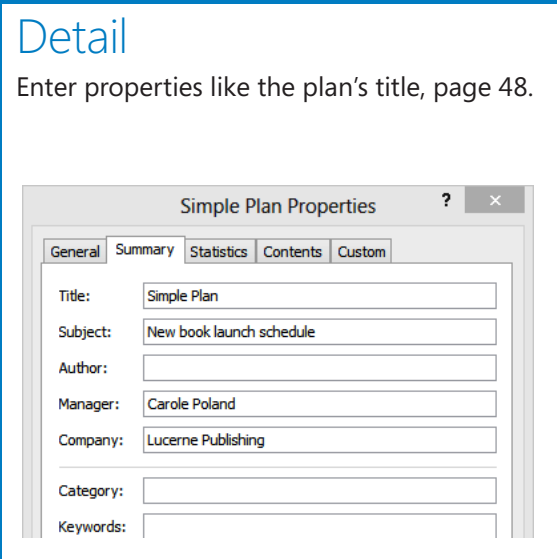 Detail
Enter properties like the plan’s title, page 48.
Simple Plan Properties ? ×
General Summary Statistics Contents Custom
Title: Simple Plan
Subject: New book launch schedule
Author:
Manager: Carole Poland
Company: Lucerne Publishing
Category:
Keywords: